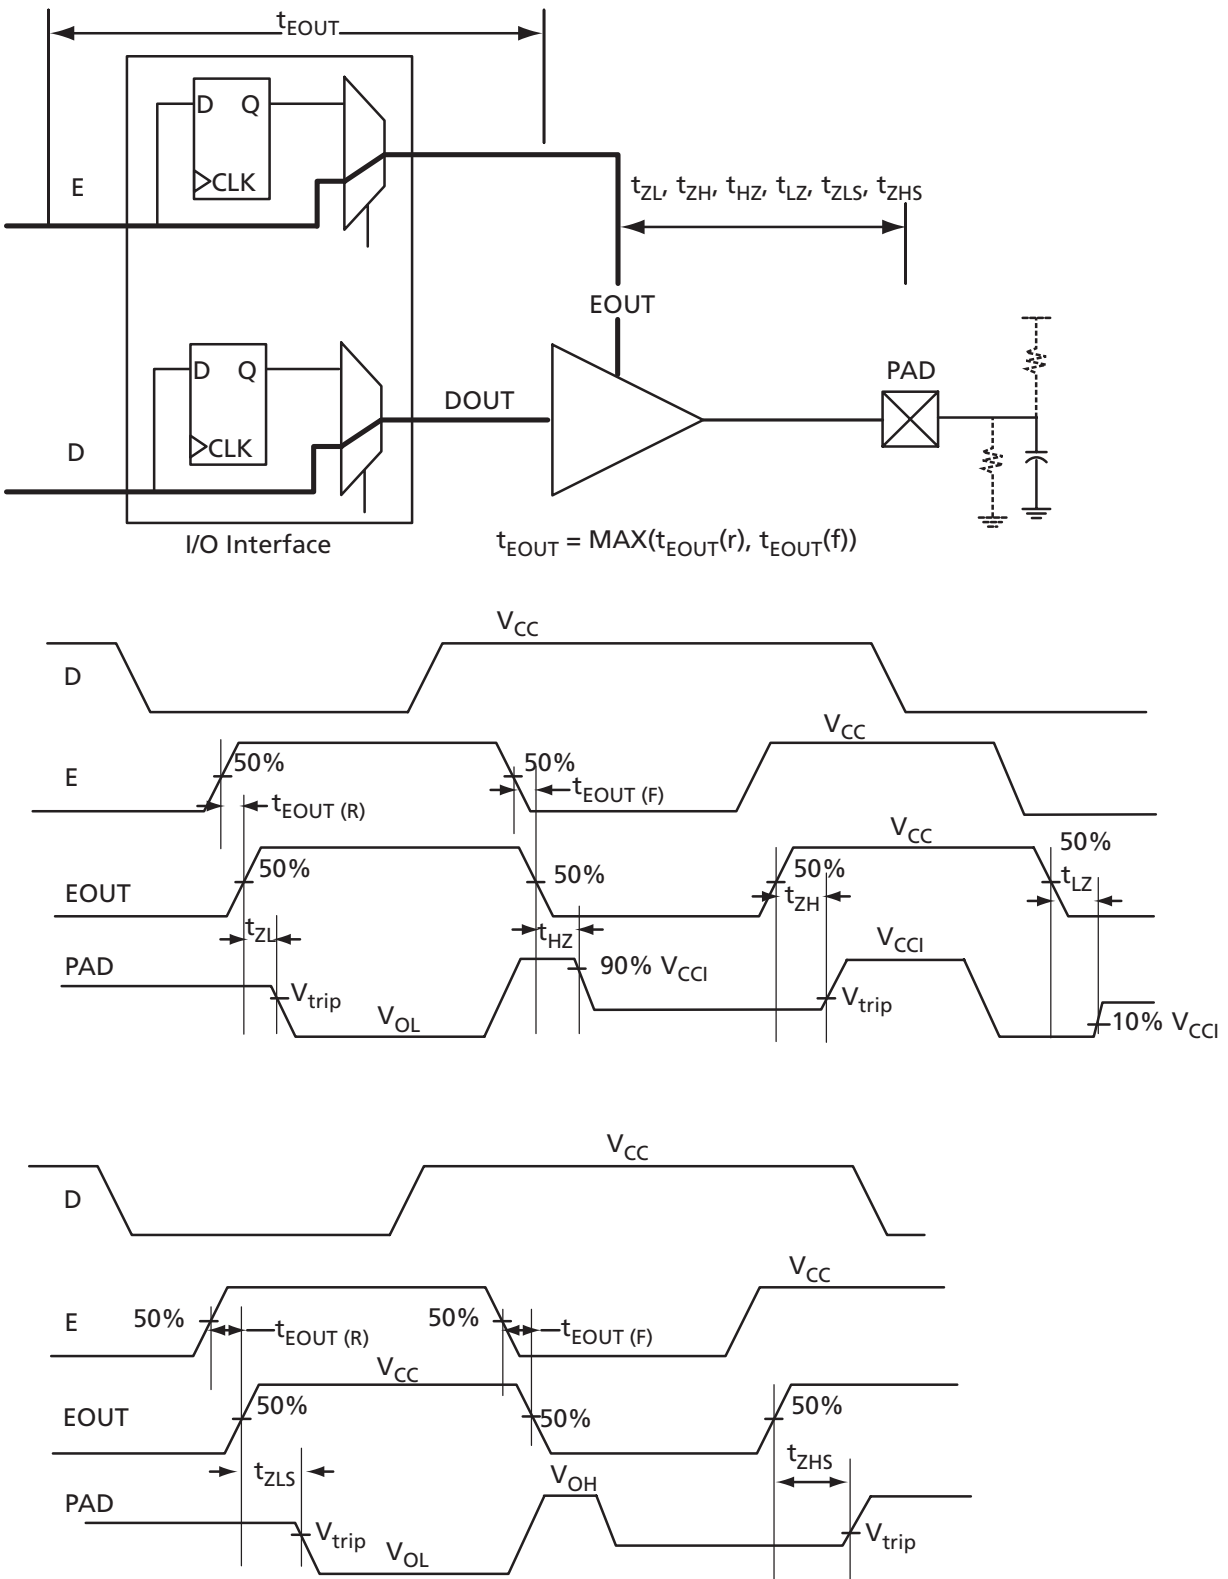 tEOUT
D Q
CLK
E
tZL, tZH, tHZ, tLZ, tZLS, tZHS
EOUT
D Q
CLK
DOUT
PAD
D
I/O Interface
tEOUT = MAX(tEOUT(r), tEOUT(f))
VCC
D
VCC
50% 50%
E
tEOUT (R) tEOUT (F)
VCC 50%
50% 50% 50%
EOUT tZH tLZ
tZL tHZ VCCI
PAD 90% VCCI
Vtrip Vtrip
VOL 10% VCCI
VCC
D
VCC
50% 50%
E tEOUT (R) tEOUT (F)
VCC
50% 50% 50%
EOUT
tZLS VOH tZHS
PAD
Vtrip Vtrip
VOL